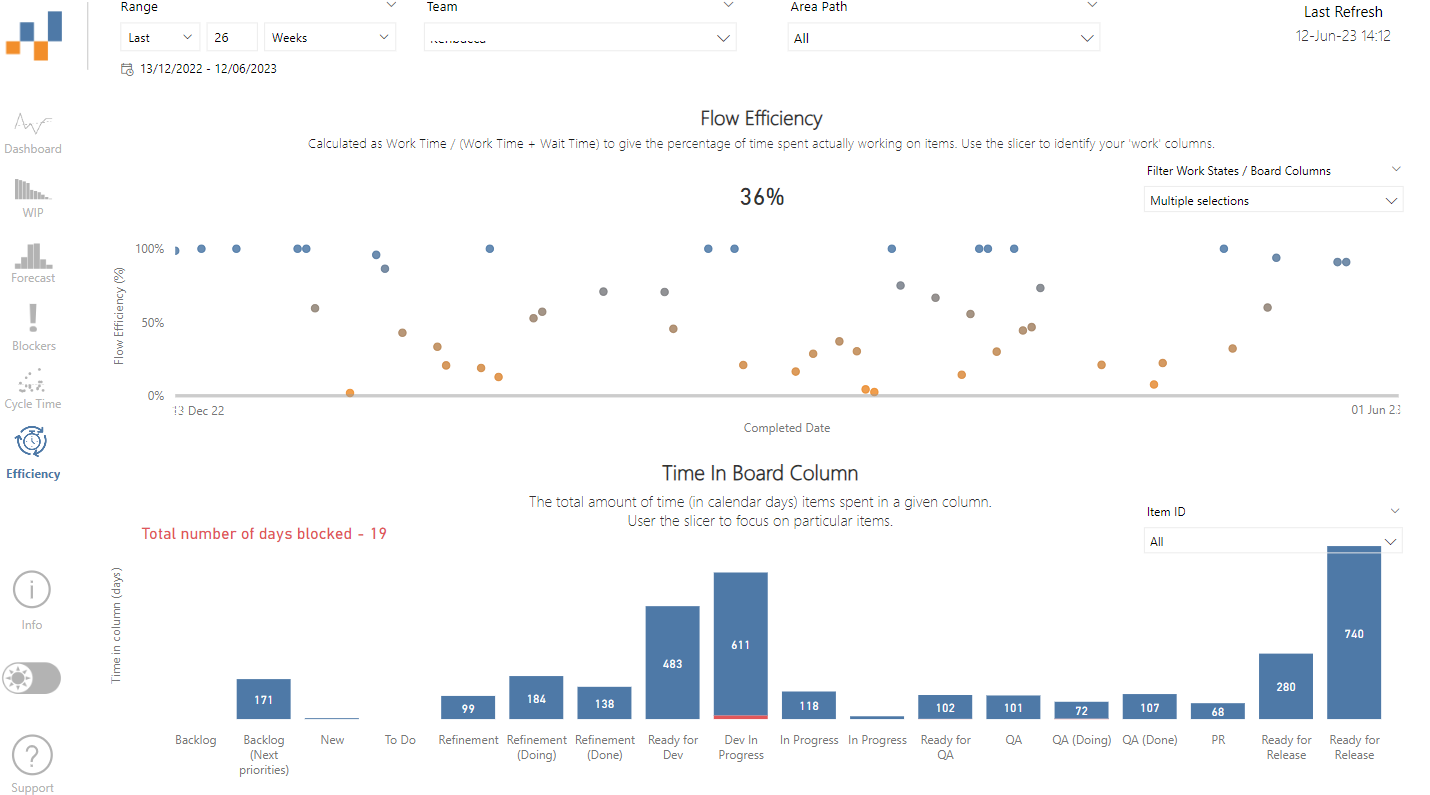 Range
Team
Area Path
Last Refresh
Last
26
Weeks
All
12-Jun-23 14:12
13/12/2022 - 12/06/2023
Flow Efficiency
Calculated as Work Time / (Work Time + Wait Time) to give the percentage of time spent actually working on items. Use the slicer to identify your 'work' columns.
Filter Work States / Board Columns
Multiple selections
36%
Dashboard
WIP
Forecast
Blockers
Cycle Time
Efficiency
Info
?
Support
Flow Efficiency (%)
100%
50%
0%
13 Dec 22
01 Jun 23
Completed Date
Time In Board Column
The total amount of time (in calendar days) items spent in a given column.
User the slicer to focus on particular items.
Item ID
All
Total number of days blocked - 19
Time in column (days)
171
99
184
138
483
611
118
102
101
72
107
68
280
740
Backlog
Backlog
(Next
priorities)
New
To Do
Refinement
Refinement
(Doing)
Refinement
(Done)
Ready for
Dev
Dev In
Progress
In Progress
In Progress
Ready for
QA
QA
QA (Doing)
QA (Done)
PR
Ready for
Release
Ready for
Release